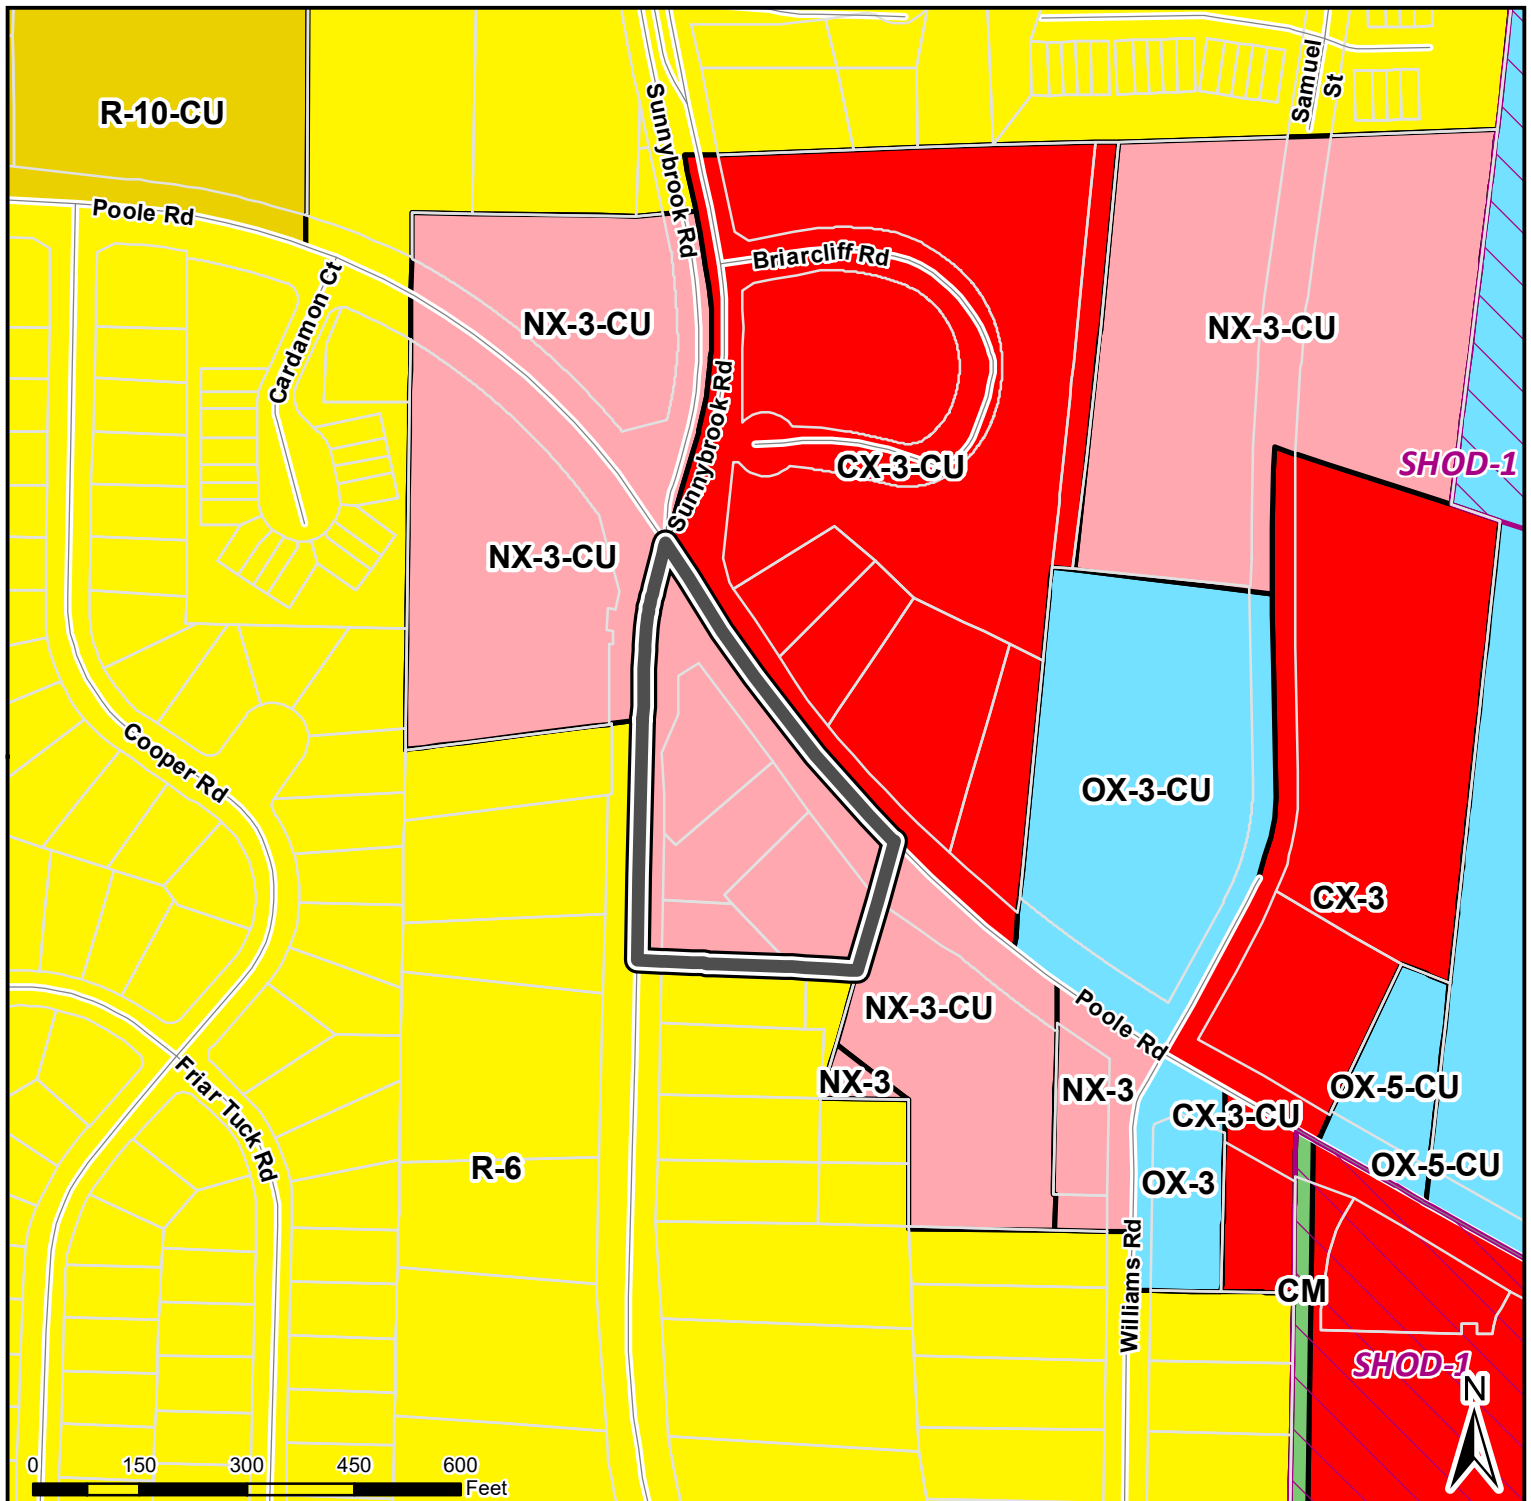 Samuel
St
Sunnybrook Rd
R-10-CU
Poole Rd
Briarcliff Rd
Cardamon Ct
NX-3-CU
NX-3-CU
Sunnybrook Rd
CX-3-CU
SHOD-1
NX-3-CU
Cooper Rd
OX-3-CU
CX-3
NX-3-CU
Poole Rd
NX-3
NX-3
OX-5-CU
CX-3-CU
Friar Tuck Rd
R-6
OX-3
OX-5-CU
Williams Rd
CM
SHOD-1
N
0 150 300 450 600
Feet